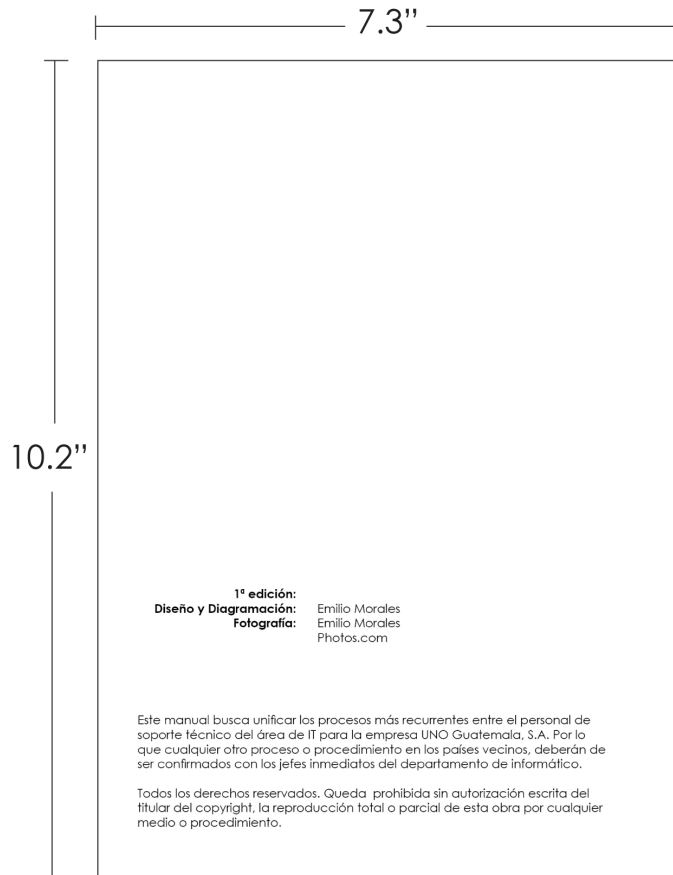 7.3”
10.2”
1ª edición:
Diseño y Diagramación: Emilio Morales
Fotografía: Emilio Morales
Photos.com
Este manual busca unificar los procesos más recurrentes entre el personal de
soporte técnico del área de IT para la empresa UNO Guatemala, S.A. Por lo
que cualquier otro proceso o procedimiento en los países vecinos, deberán de
ser confirmados con los jefes inmediatos del departamento de informático.
Todos los derechos reservados. Queda  prohibida sin autorización escrita del
titular del copyright, la reproducción total o parcial de esta obra por cualquier
medio o procedimiento.